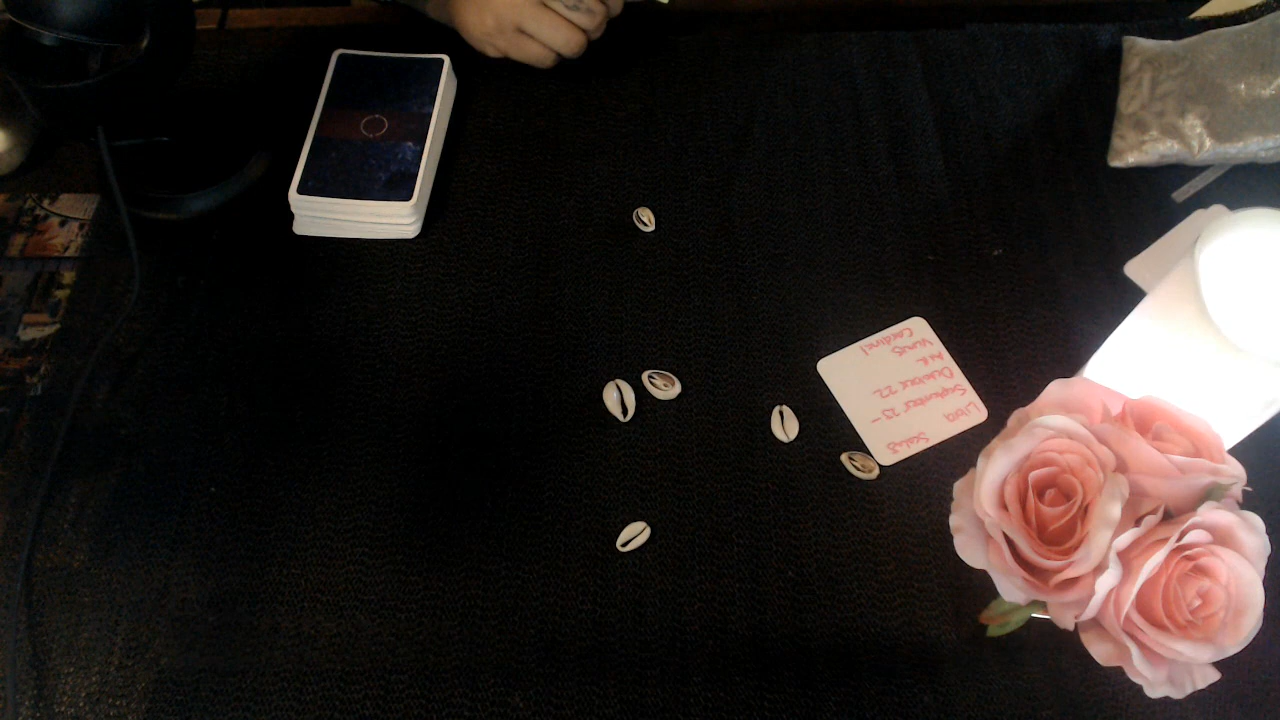 Libra Scales
September 23-
October 22
Air
Venus
Cardinal